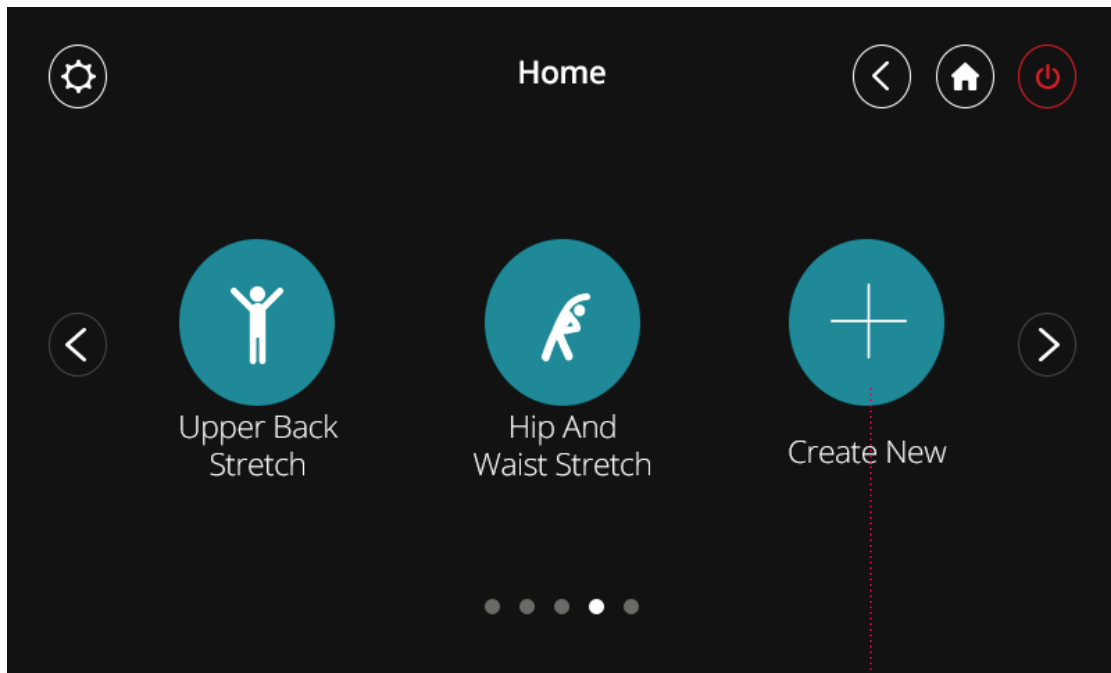 Home
Upper Back
Stretch
Hip And
Waist Stretch
Create New